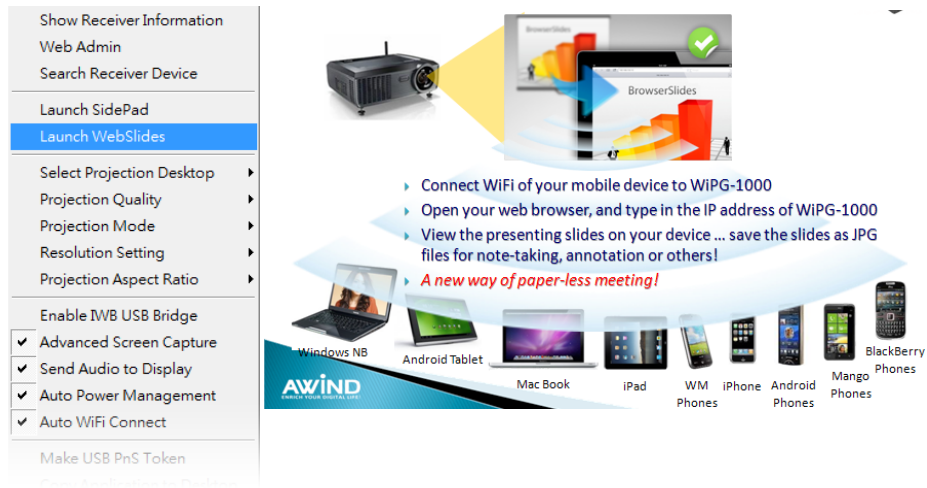 Show Receiver Information
Web Admin
Search Receiver Device
Launch SidePad
Launch WebSlides
Select Projection Desktop
Projection Quality
Projection Mode
Resolution Setting
Projection Aspect Ratio
Enable IWB USB Bridge
Advanced Screen Capture
Send Audio to Display
Auto Power Management
Auto WiFi Connect
Make USB PnS Token
Copy Application to Desktop
BrowserSlides
BrowserSlides
Connect WiFi of your mobile device to WiPG-1000
Open your web browser, and type in the IP address of WiPG-1000
View the presenting slides on your device ... save the slides as JPG
files for note-taking, annotation or others!
A new way of paper-less meeting!
Windows NB
Android Tablet
Mac Book
iPad
WM
Phones
iPhone
Android
Phones
Mango
Phones
BlackBerry
Phones
AWiND
ENRICH YOUR DIGITAL LIFE!